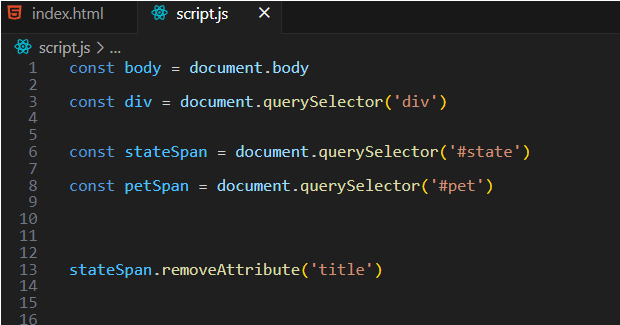 index.html script.js ×
script.js > ...
1 const body = document.body
2
3 const div = document.querySelector('div')
4
5
6 const stateSpan = document.querySelector('#state')
7
8 const petSpan = document.querySelector('#pet')
9
10
11
12
13 stateSpan.removeAttribute('title')
14
15
16